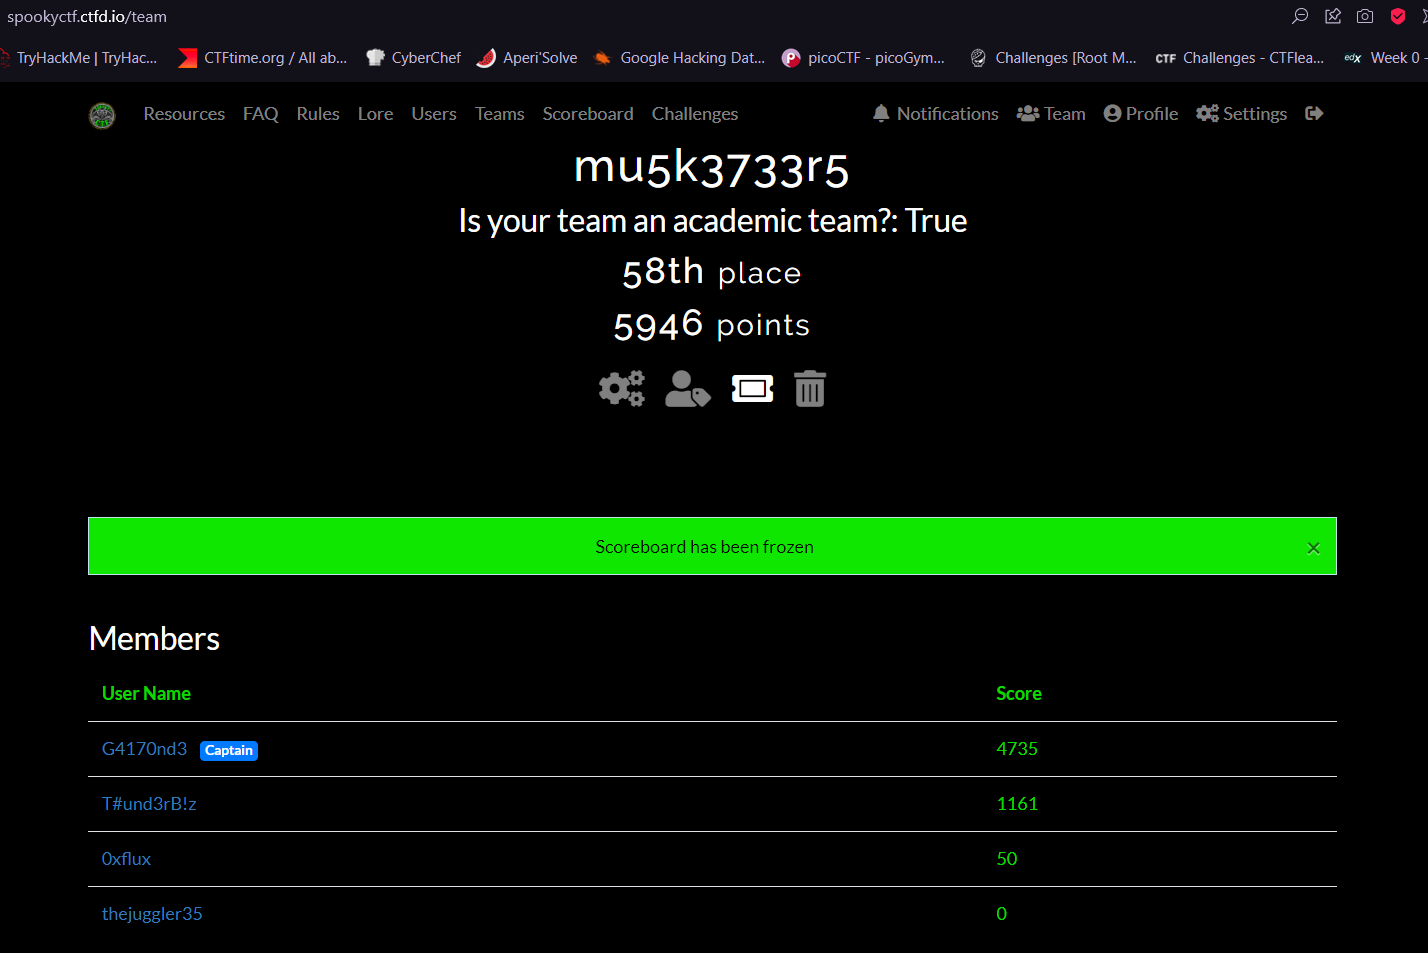 spookyctf.ctfd.io/team
TryHackMe | TryHac... CTFtime.org / All ab... CyberChef Aperi'Solve Google Hacking Dat... picoCTF - picoGym... Challenges [Root M... CTF Challenges - CTFlea... edx Week 0 -
Resources FAQ Rules Lore Users Teams Scoreboard Challenges Notifications Team Profile Settings
mu5k3733r5
Is your team an academic team?: True
58th place
5946 points
Scoreboard has been frozen ×
Members
User Name Score
G4170nd3 Captain 4735
T#und3rB!z 1161
0xflux 50
thejuggler35 0